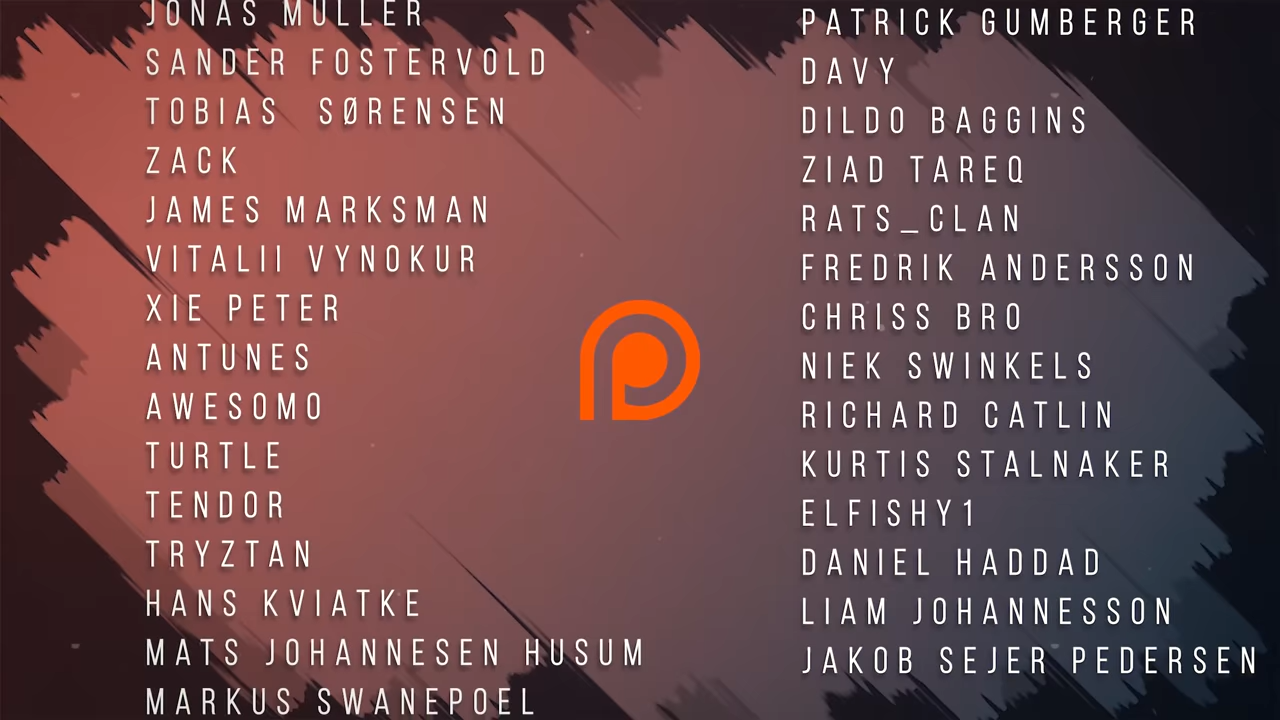 JONAS MULLER
SANDER FOSTERVOLD
TOBIAS SØRENSEN
ZACK
JAMES MARKSMAN
VITALII VYNOKUR
XIE PETER
ANTUNES
AWESOMO
TURTLE
TENDOR
TRYZTAN
HANS KVIATKE
MATS JOHANNESEN HUSUM
MARKUS SWANEPOEL
PATRICK GUMBERGER
DAVY
DILDO BAGGINS
ZIAD TAREQ
RATS_CLAN
FREDRIK ANDERSSON
CHRISS BRO
NIEK SWINKELS
RICHARD CATLIN
KURTIS STALNAKER
ELFISHY1
DANIEL HADDAD
LIAM JOHANNESSON
JAKOB SEJER PEDERSEN